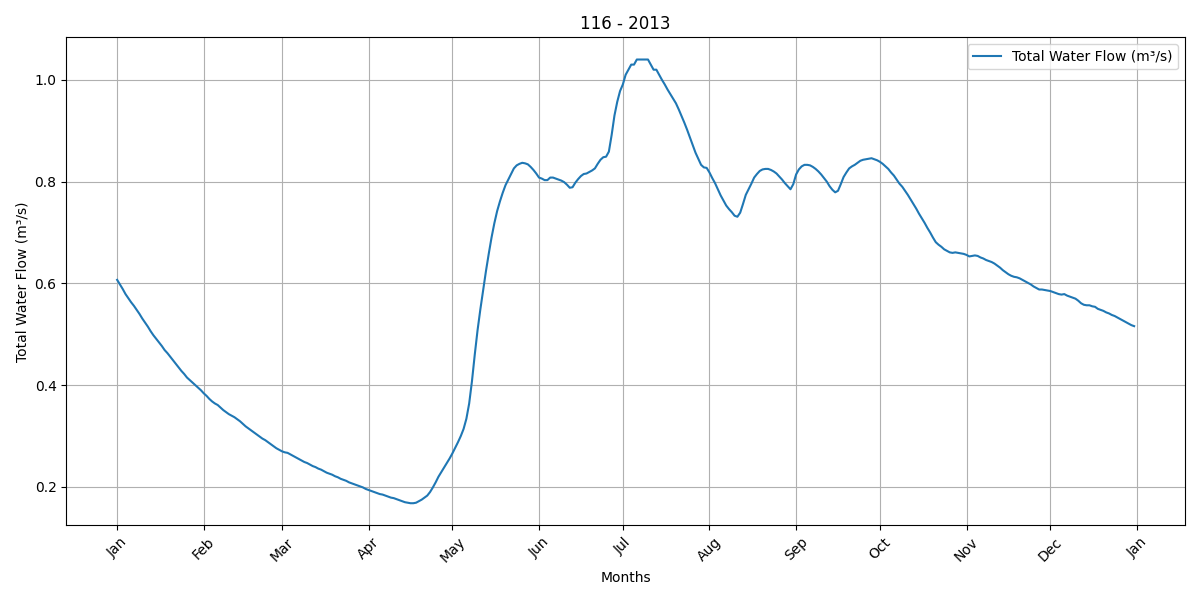 116 - 2013
Total Water Flow (m³/s)
Total Water Flow (m³/s)
1.0
0.8
0.6
0.4
0.2
Jan Feb Mar Apr May Jun Jul Aug Sep Oct Nov Dec Jan
Months